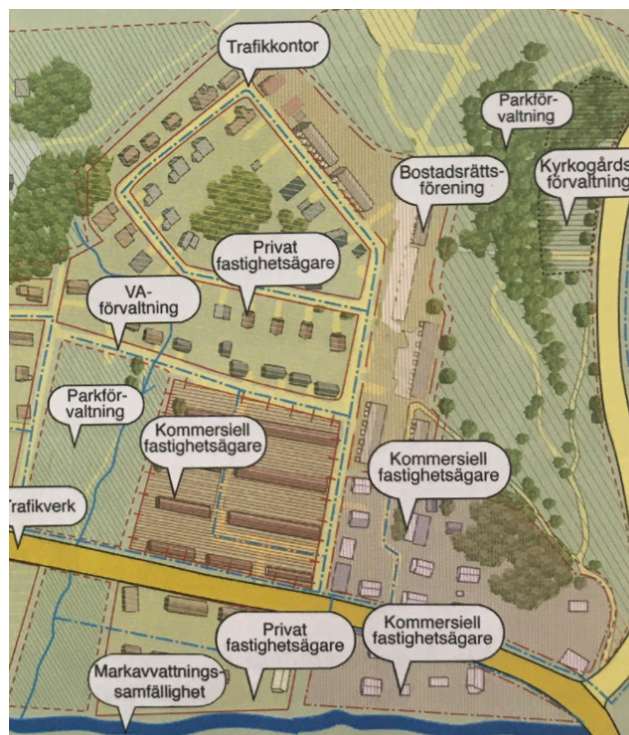 Trafikkontor
Parkför-
valtning
Bostadsrätts-
förening
Kyrkogårds
förvaltning
Privat
fastighetsägare
VA-
förvaltning
Parkför-
valtning
Kommersiell
fastighetsägare
Kommersiell
fastighetsägare
Trafikverk
Privat
fastighetsägare
Kommersiell
fastighetsägare
Markavvattnings-
samfällighet